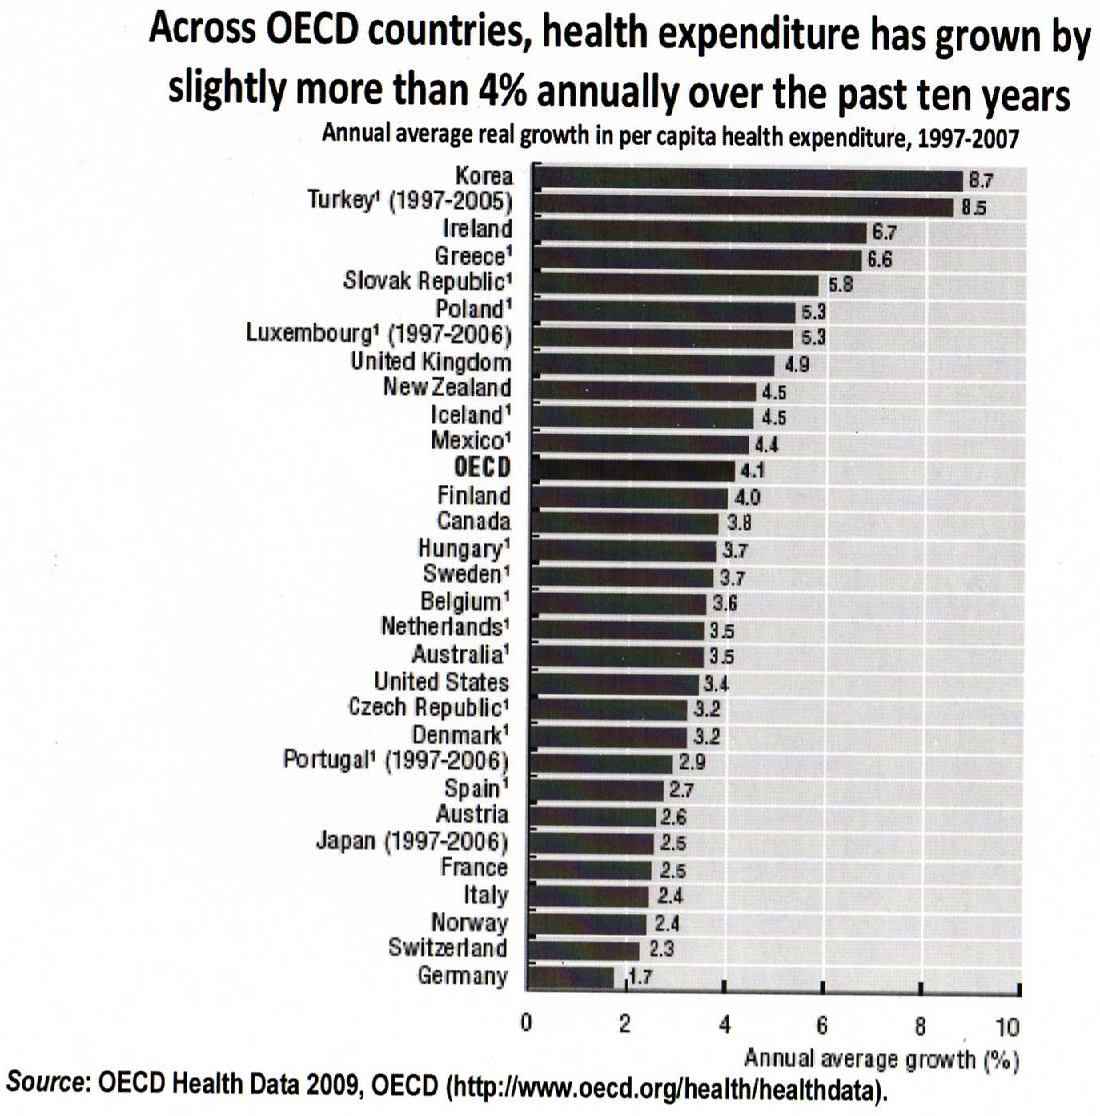 Across OECD countries, health expenditure has grown by
slightly more than 4% annually over the past ten years
Annual average real growth in per capita health expenditure, 1997-2007
Korea 8.7
Turkey¹ (1997-2005) 8.5
Ireland 6.7
Greece¹ 6.6
Slovak Republic¹ 5.8
Poland¹ 5.3
Luxembourg¹ (1997-2006) 5.3
United Kingdom 4.9
New Zealand 4.5
Iceland¹ 4.5
Mexico¹ 4.4
OECD 4.1
Finland 4.0
Canada 3.8
Hungary¹ 3.7
Sweden¹ 3.7
Belgium¹ 3.6
Netherlands¹ 3.5
Australia¹ 3.5
United States 3.4
Czech Republic¹ 3.2
Denmark¹ 3.2
Portugal¹ (1997-2006) 2.9
Spain¹ 2.7
Austria 2.6
Japan (1997-2006) 2.5
France 2.5
Italy 2.4
Norway 2.4
Switzerland 2.3
Germany 1.7
0 2 4 6 8 10
Annual average growth (%)
Source: OECD Health Data 2009, OECD (http://www.oecd.org/health/healthdata).